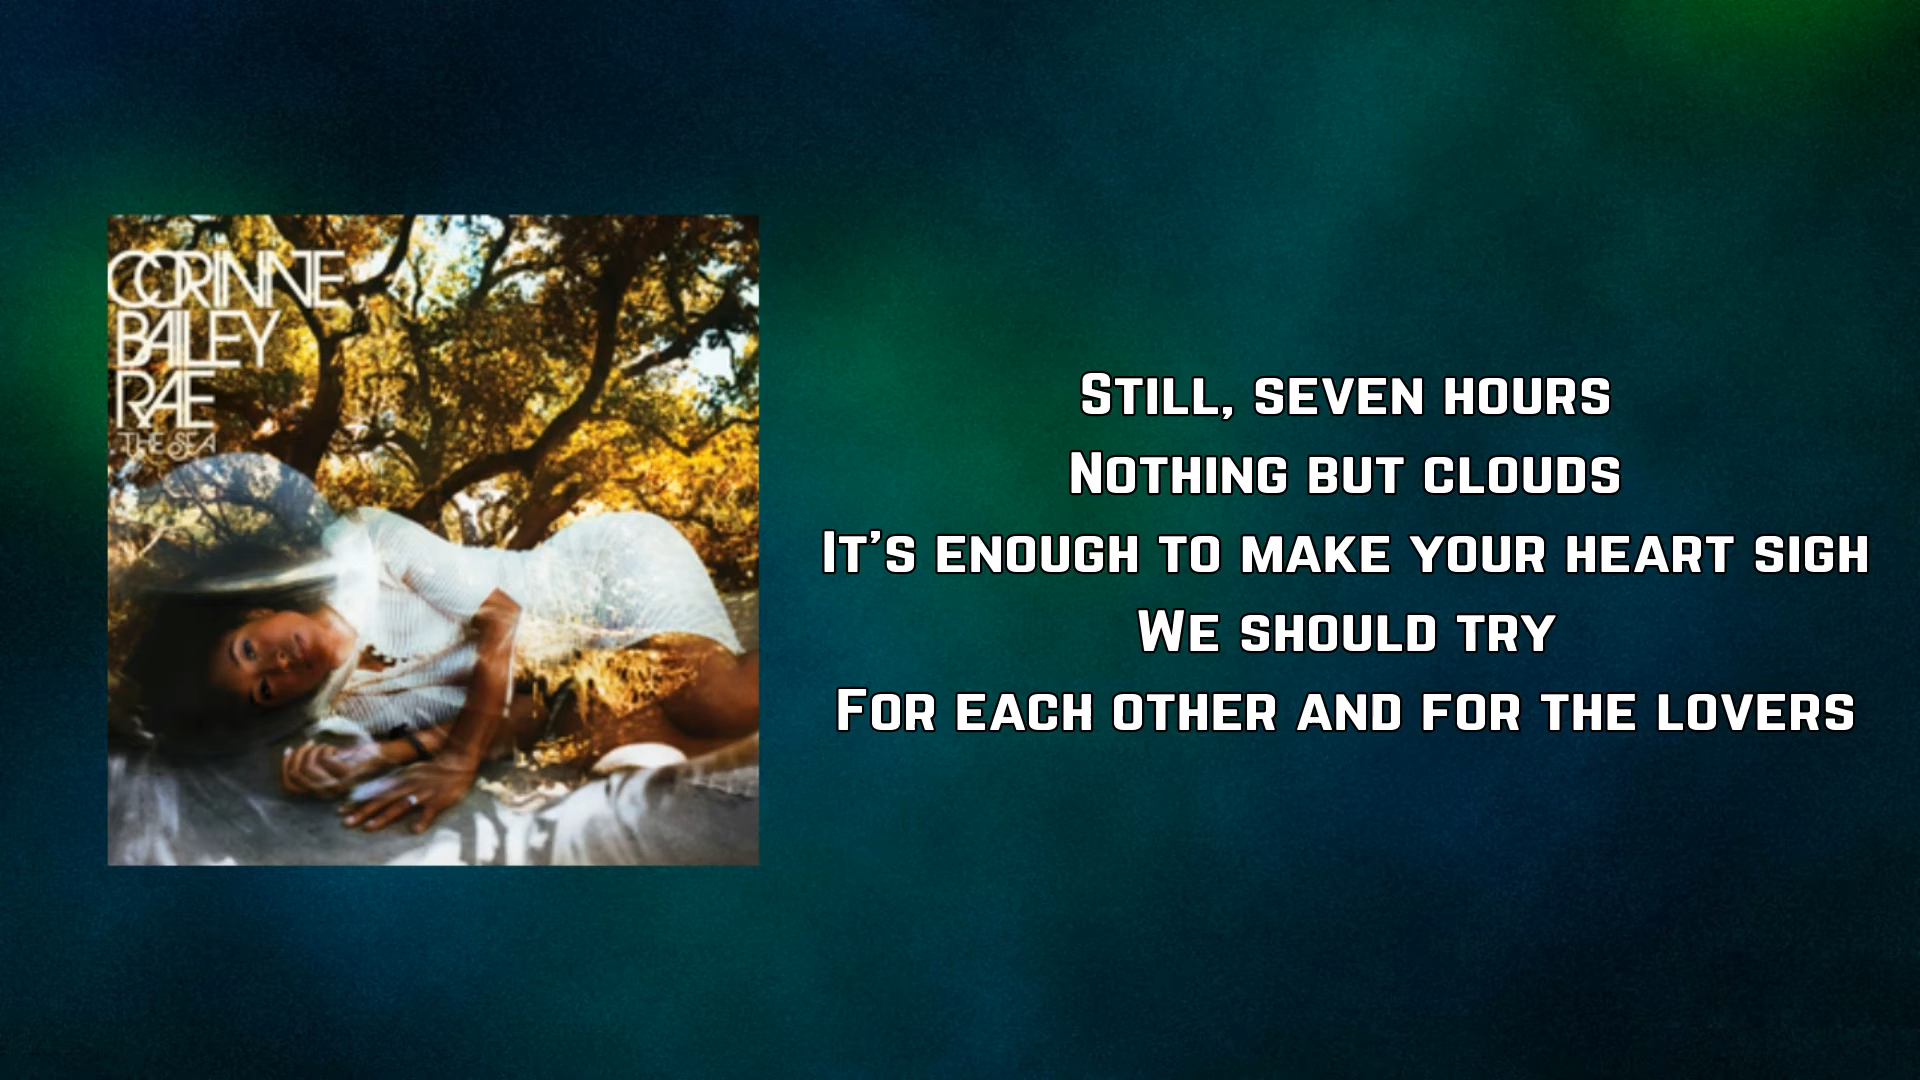 CORINNE
BAILEY
RAE
THE SEA
Still, seven hours
Nothing but clouds
It's enough to make your heart sigh
We should try
For each other and for the lovers